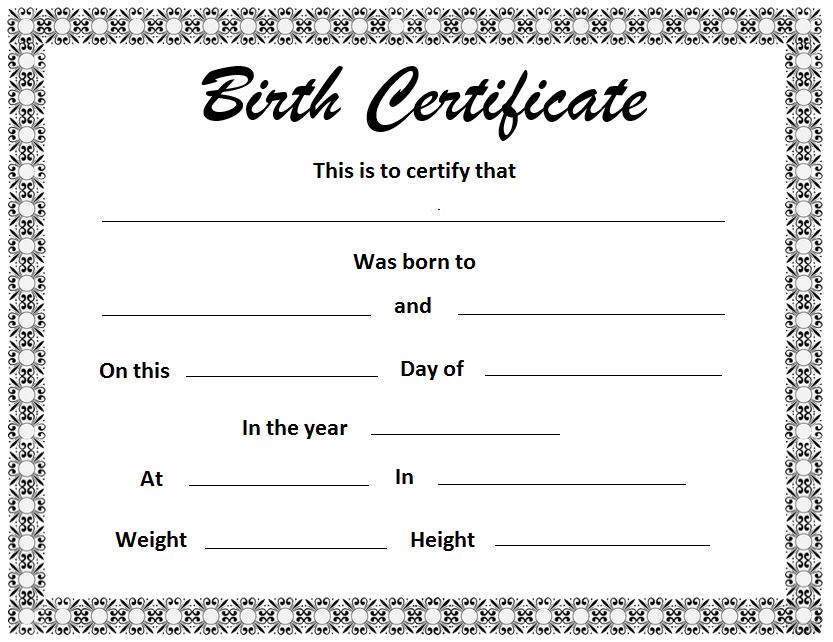 Birth Certificate
This is to certify that
Was born to
and
On this Day of
In the year
At In
Weight Height